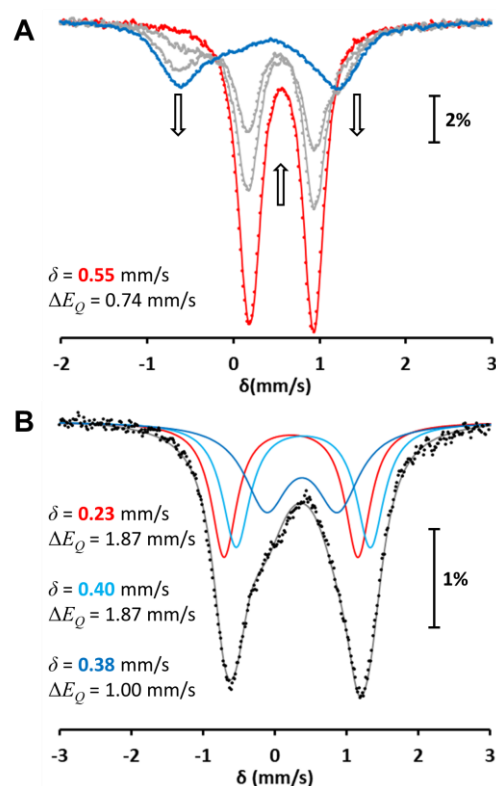 A
2%
δ = 0.55 mm/s
ΔE_Q = 0.74 mm/s
-2 -1 0 1 2 3
δ(mm/s)
B
δ = 0.23 mm/s
ΔE_Q = 1.87 mm/s
1%
δ = 0.40 mm/s
ΔE_Q = 1.87 mm/s
δ = 0.38 mm/s
ΔE_Q = 1.00 mm/s
-3 -2 -1 0 1 2 3
δ (mm/s)